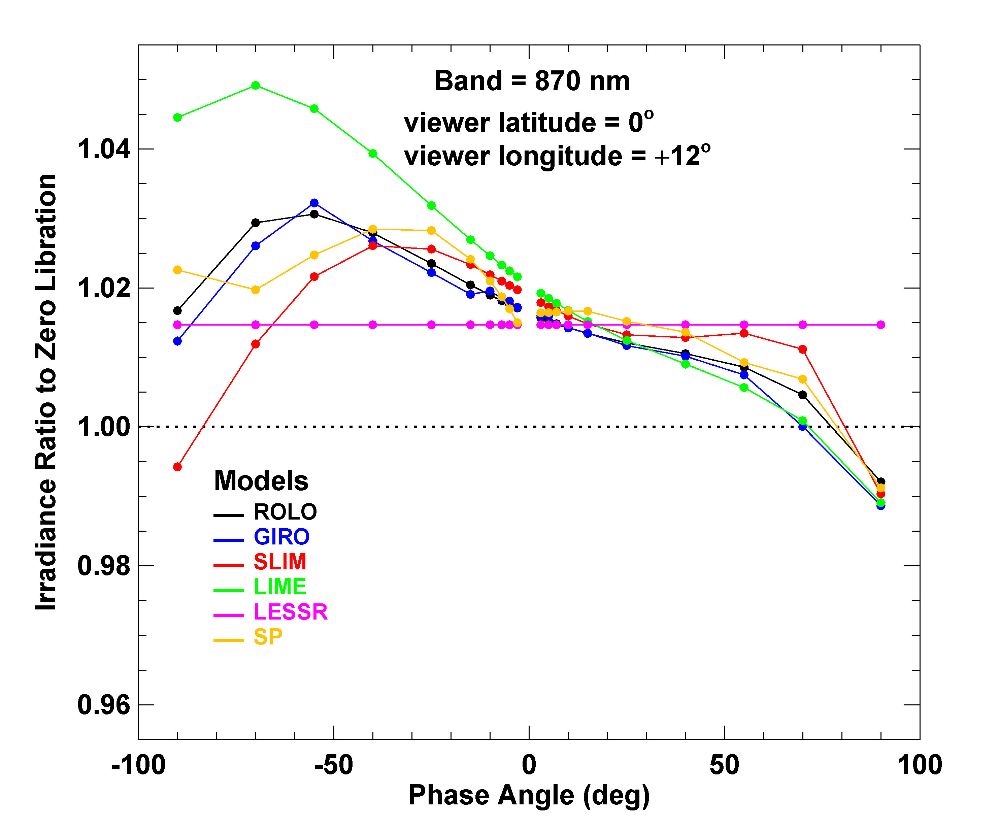 Band = 870 nm
viewer latitude = 0°
viewer longitude = +12°
Irradiance Ratio to Zero Libration
1.04
1.02
1.00
0.98
0.96
Models
ROLO
GIRO
SLIM
LIME
LESSR
SP
-100 -50 0 50 100
Phase Angle (deg)